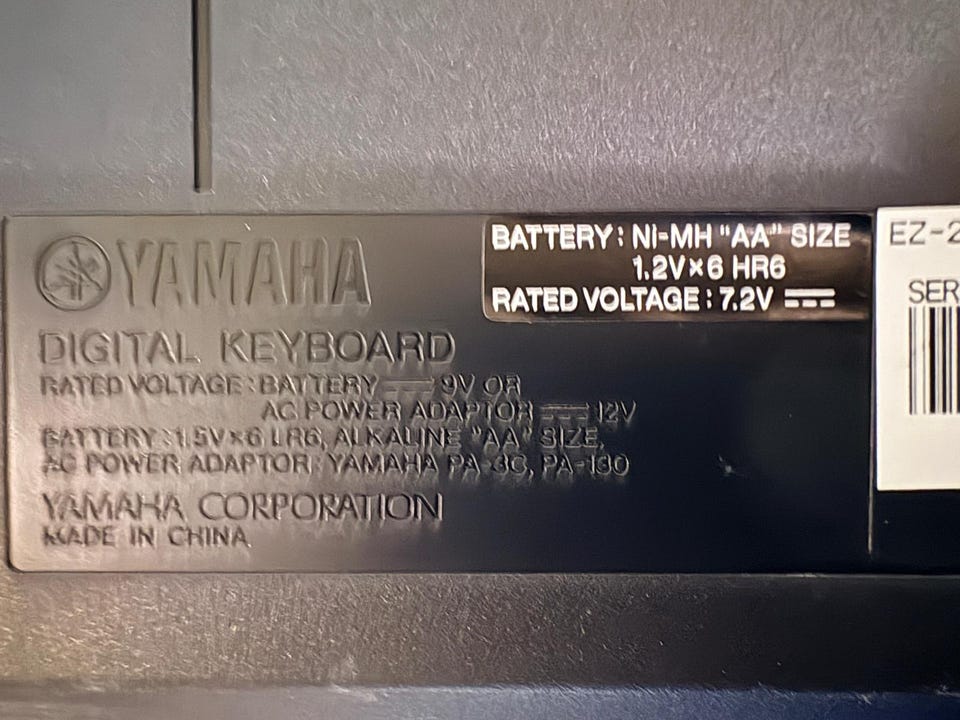 YAMAHA
BATTERY: Ni-MH "AA" SIZE
1.2V×6 HR6
RATED VOLTAGE: 7.2V ⎓
DIGITAL KEYBOARD
RATED VOLTAGE: BATTERY ⎓ 9V OR
AC POWER ADAPTOR ⎓ 12V
BATTERY: 1.5V×6 LR6, ALKALINE "AA" SIZE,
AC POWER ADAPTOR: YAMAHA PA-3C, PA-130
YAMAHA CORPORATION
MADE IN CHINA
EZ-2
SER